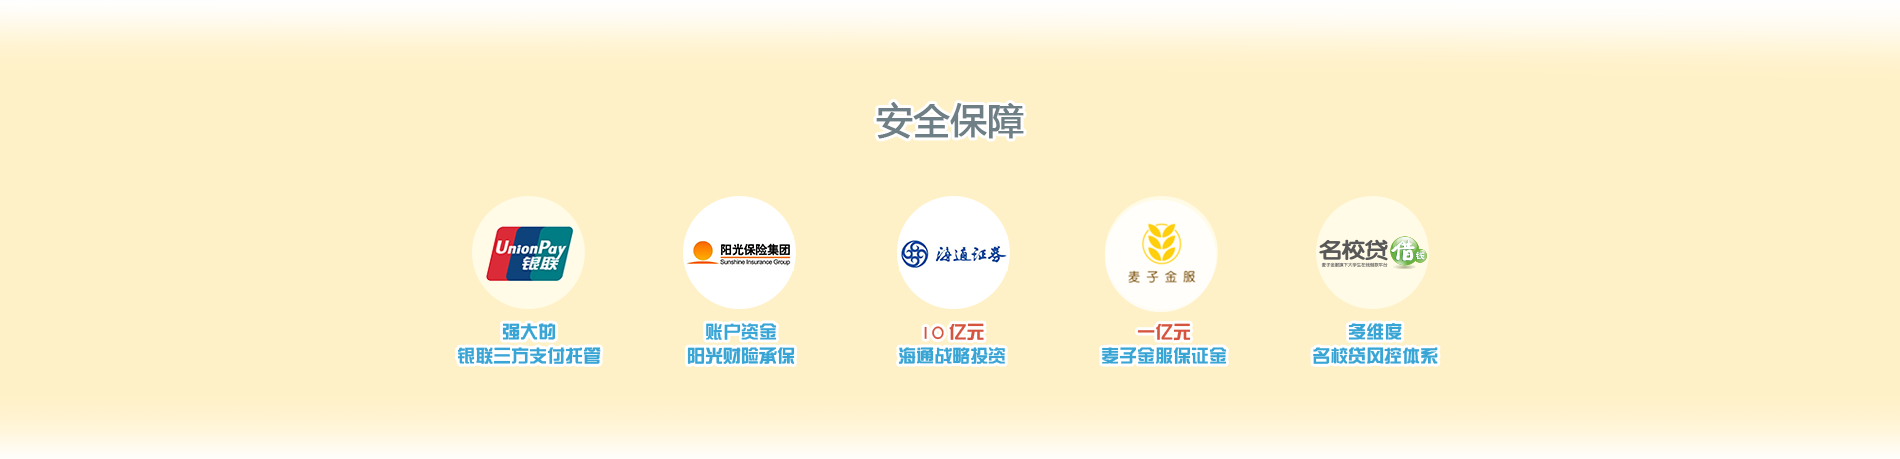 安全保障
UnionPay
银联
阳光保险集团
Sunshine Insurance Group
海通证券
麦子金服
名校贷 借钱
强大的
银联三方支付托管
账户资金
阳光财险承保
10亿元
海通战略投资
一亿元
麦子金服保证金
多维度
名校贷风控体系